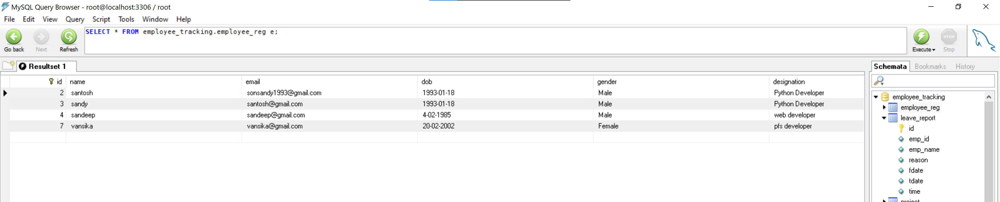 MySQL Query Browser - root@localhost:3306 / root
File Edit View Query Script Tools Window Help
SELECT * FROM employee_tracking.employee_reg e;
Go back Next Refresh Execute STOP Stop
Resultset 1
Schemata Bookmarks History
id name email dob gender designation
2 santosh sonsandy1993@gmail.com 1993-01-18 Male Python Developer
3 sandy santosh@gmail.com 1993-01-18 Male Python Developer
4 sandeep sandeep@gmail.com 4-02-1985 Male web developer
7 vansika vansika@gmail.com 20-02-2002 Female pfs developer
employee_tracking
employee_reg
leave_report
id
emp_id
emp_name
reason
fdate
tdate
time
project